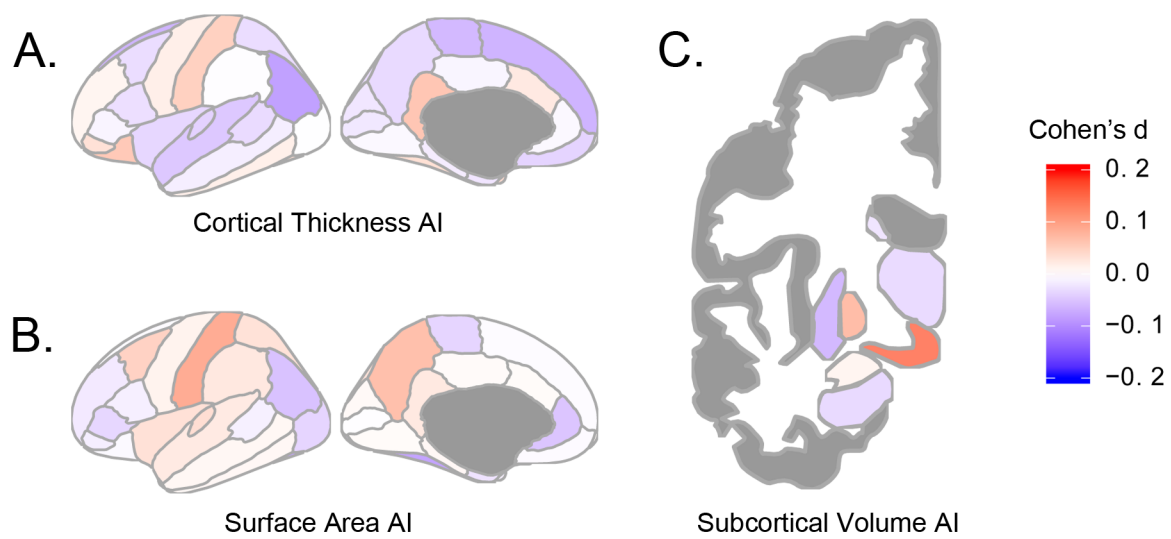 A.
Cortical Thickness AI
B.
Surface Area AI
C.
Subcortical Volume AI
Cohen's d
0. 2
0. 1
0. 0
−0. 1
−0. 2